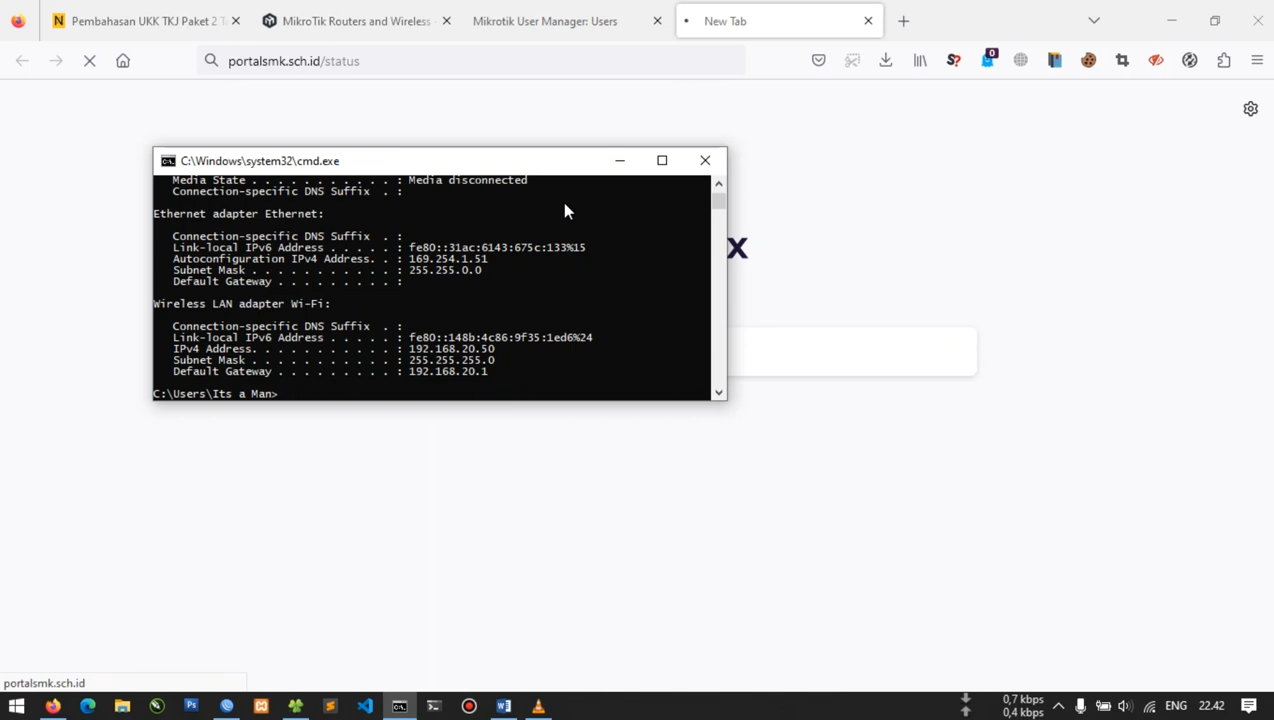 Pembahasan UKK TKJ Paket 2 T
MikroTik Routers and Wireless -
Mikrotik User Manager: Users
New Tab
portalsmk.sch.id/status
S?
0
x
C:\Windows\system32\cmd.exe
Media State . . . . . . . . . . . : Media disconnected
Connection-specific DNS Suffix  . :
Ethernet adapter Ethernet:
Connection-specific DNS Suffix  . :
Link-local IPv6 Address . . . . . : fe80::31ac:6143:675c:133%15
Autoconfiguration IPv4 Address. . : 169.254.1.51
Subnet Mask . . . . . . . . . . . : 255.255.0.0
Default Gateway . . . . . . . . . :
Wireless LAN adapter Wi-Fi:
Connection-specific DNS Suffix  . :
Link-local IPv6 Address . . . . . : fe80::148b:4c86:9f35:1ed6%24
IPv4 Address. . . . . . . . . . . : 192.168.20.50
Subnet Mask . . . . . . . . . . . : 255.255.255.0
Default Gateway . . . . . . . . . : 192.168.20.1
C:\Users\Its a Man>
portalsmk.sch.id
0,7 kbps
0,4 kbps
ENG
22.42